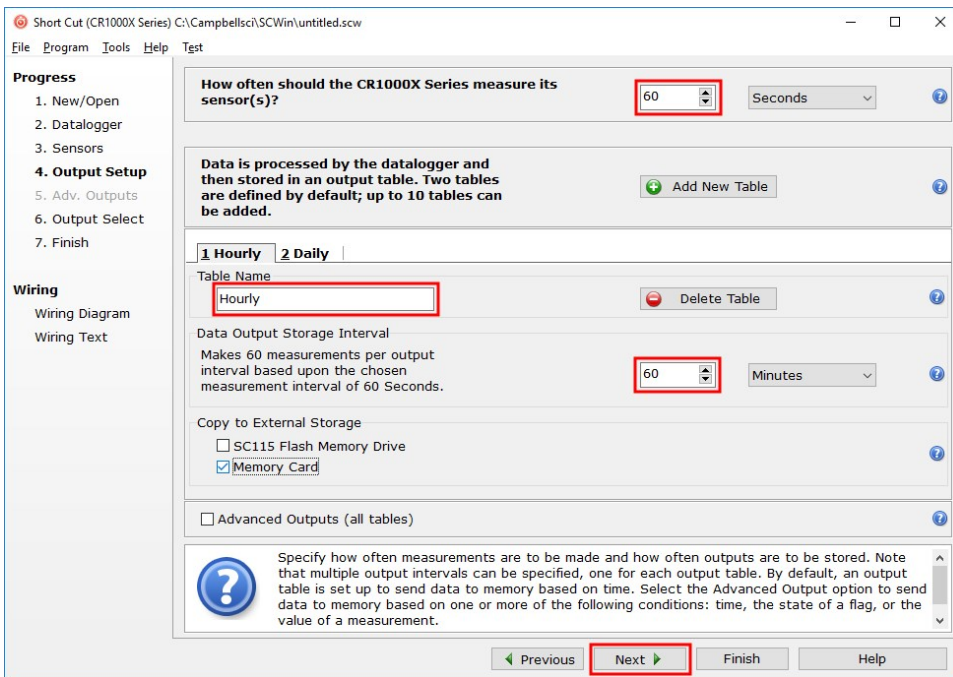 Short Cut (CR1000X Series) C:\Campbellsci\SCWin\untitled.scw
File Program Tools Help Test
Progress
1. New/Open
2. Datalogger
3. Sensors
4. Output Setup
5. Adv. Outputs
6. Output Select
7. Finish
Wiring
Wiring Diagram
Wiring Text
How often should the CR1000X Series measure its
sensor(s)?
60
Seconds
Data is processed by the datalogger and
then stored in an output table. Two tables
are defined by default; up to 10 tables can
be added.
Add New Table
1 Hourly 2 Daily
Table Name
Hourly
Delete Table
Data Output Storage Interval
Makes 60 measurements per output
interval based upon the chosen
measurement interval of 60 Seconds.
60
Minutes
Copy to External Storage
SC115 Flash Memory Drive
Memory Card
Advanced Outputs (all tables)
Specify how often measurements are to be made and how often outputs are to be stored. Note
that multiple output intervals can be specified, one for each output table. By default, an output
table is set up to send data to memory based on time. Select the Advanced Output option to send
data to memory based on one or more of the following conditions: time, the state of a flag, or the
value of a measurement.
Previous Next Finish Help